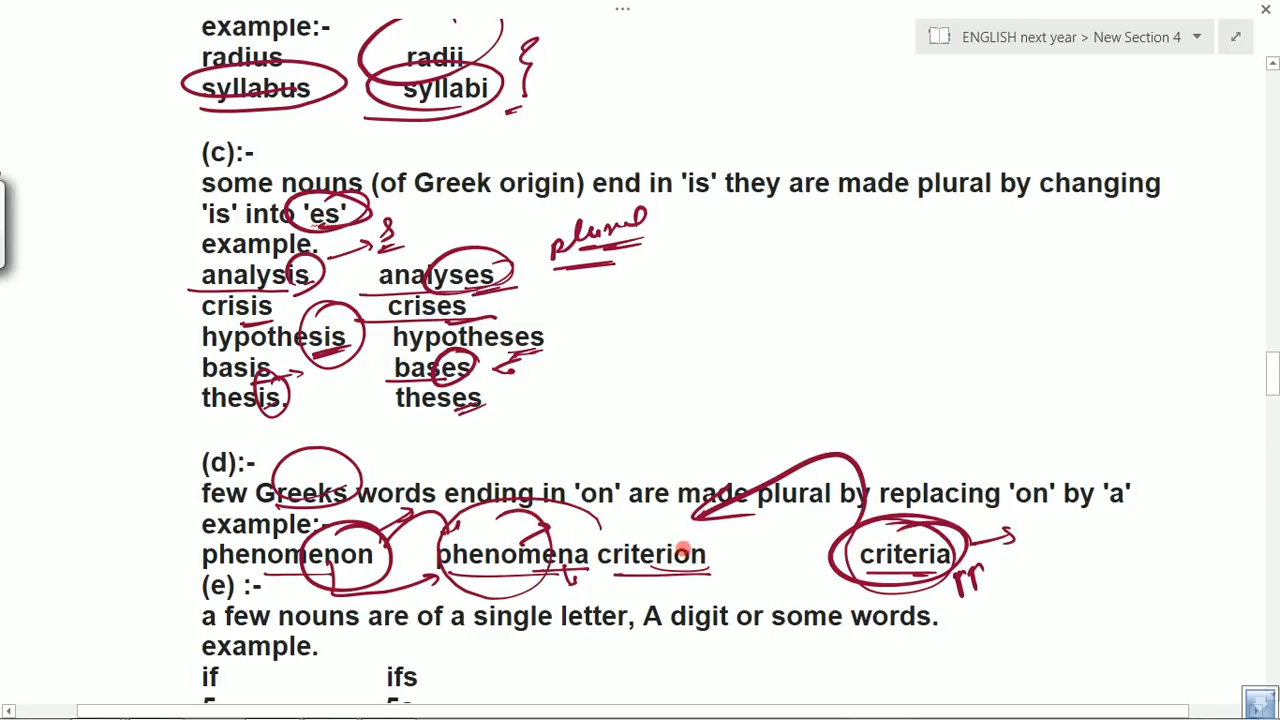 ENGLISH next year > New Section 4
example:-
radius radii
syllabus syllabi
(c):-
some nouns (of Greek origin) end in 'is' they are made plural by changing
'is' into 'es'
plural
example. s
analysis analyses
crisis crises
hypothesis hypotheses
basis bases
thesis. theses
(d):-
few Greeks words ending in 'on' are made plural by replacing 'on' by 'a'
example:-
phenomenon phenomena criterion criteria s
(e) :-
a few nouns are of a single letter, A digit or some words.
example.
if ifs